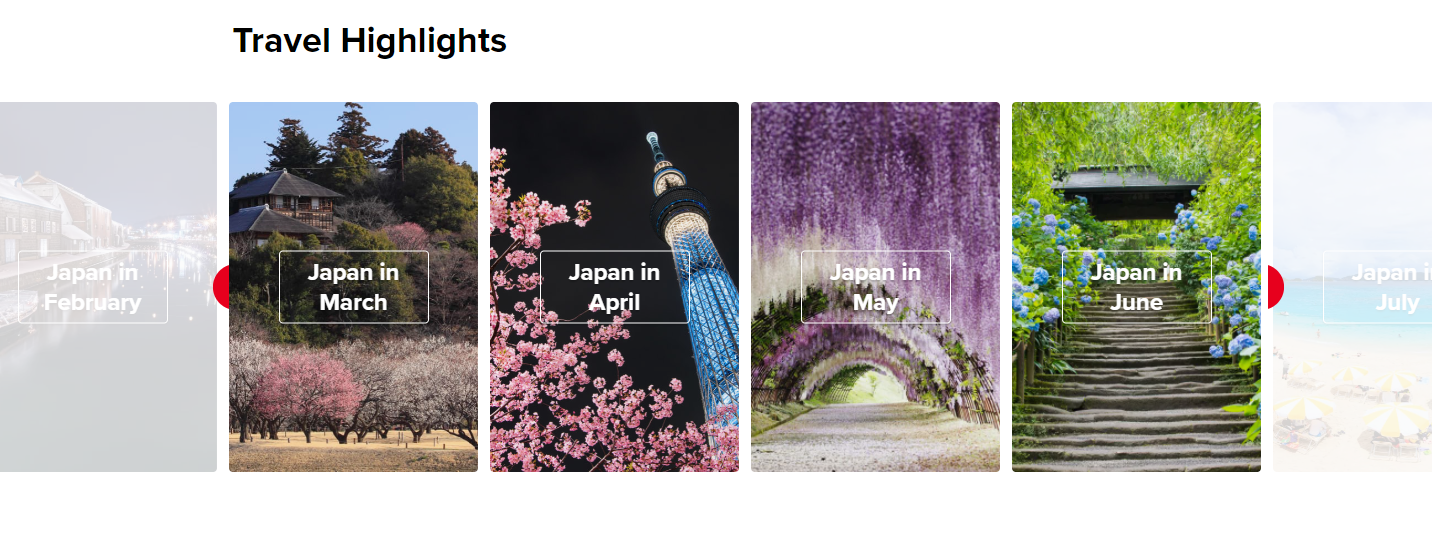 Travel Highlights
Japan in
February
Japan in
March
Japan in
April
Japan in
May
Japan in
June
Japan in
July